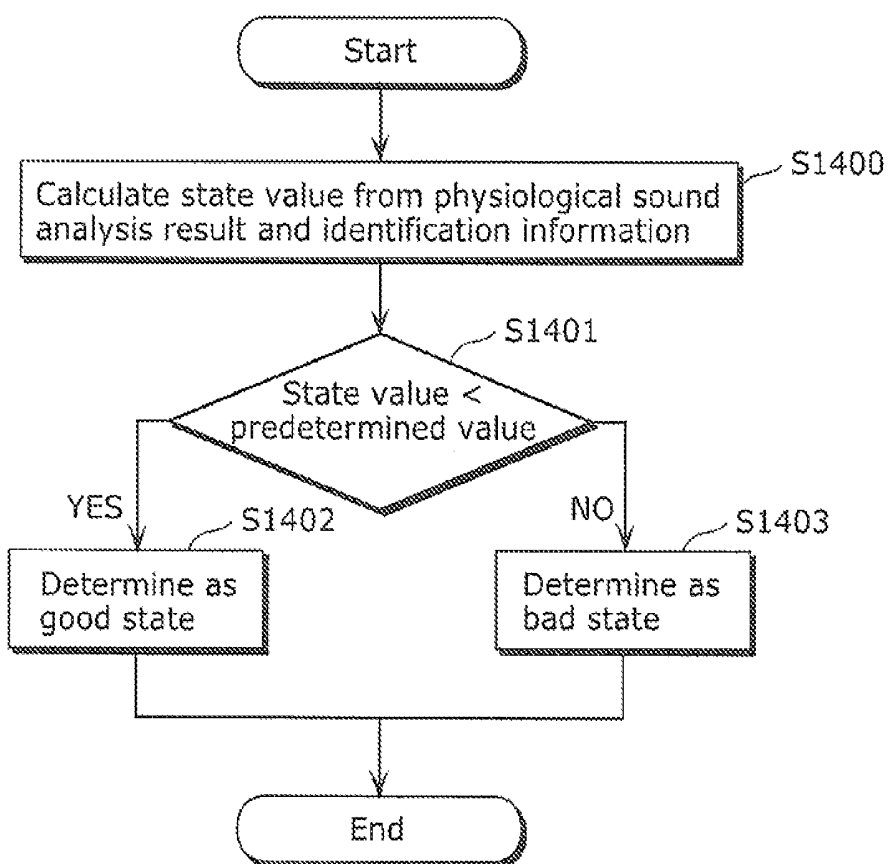 Start
S1400
Calculate state value from physiological sound
analysis result and identification information
S1401
State value <
predetermined value
YES
NO
S1402
S1403
Determine as
good state
Determine as
bad state
End